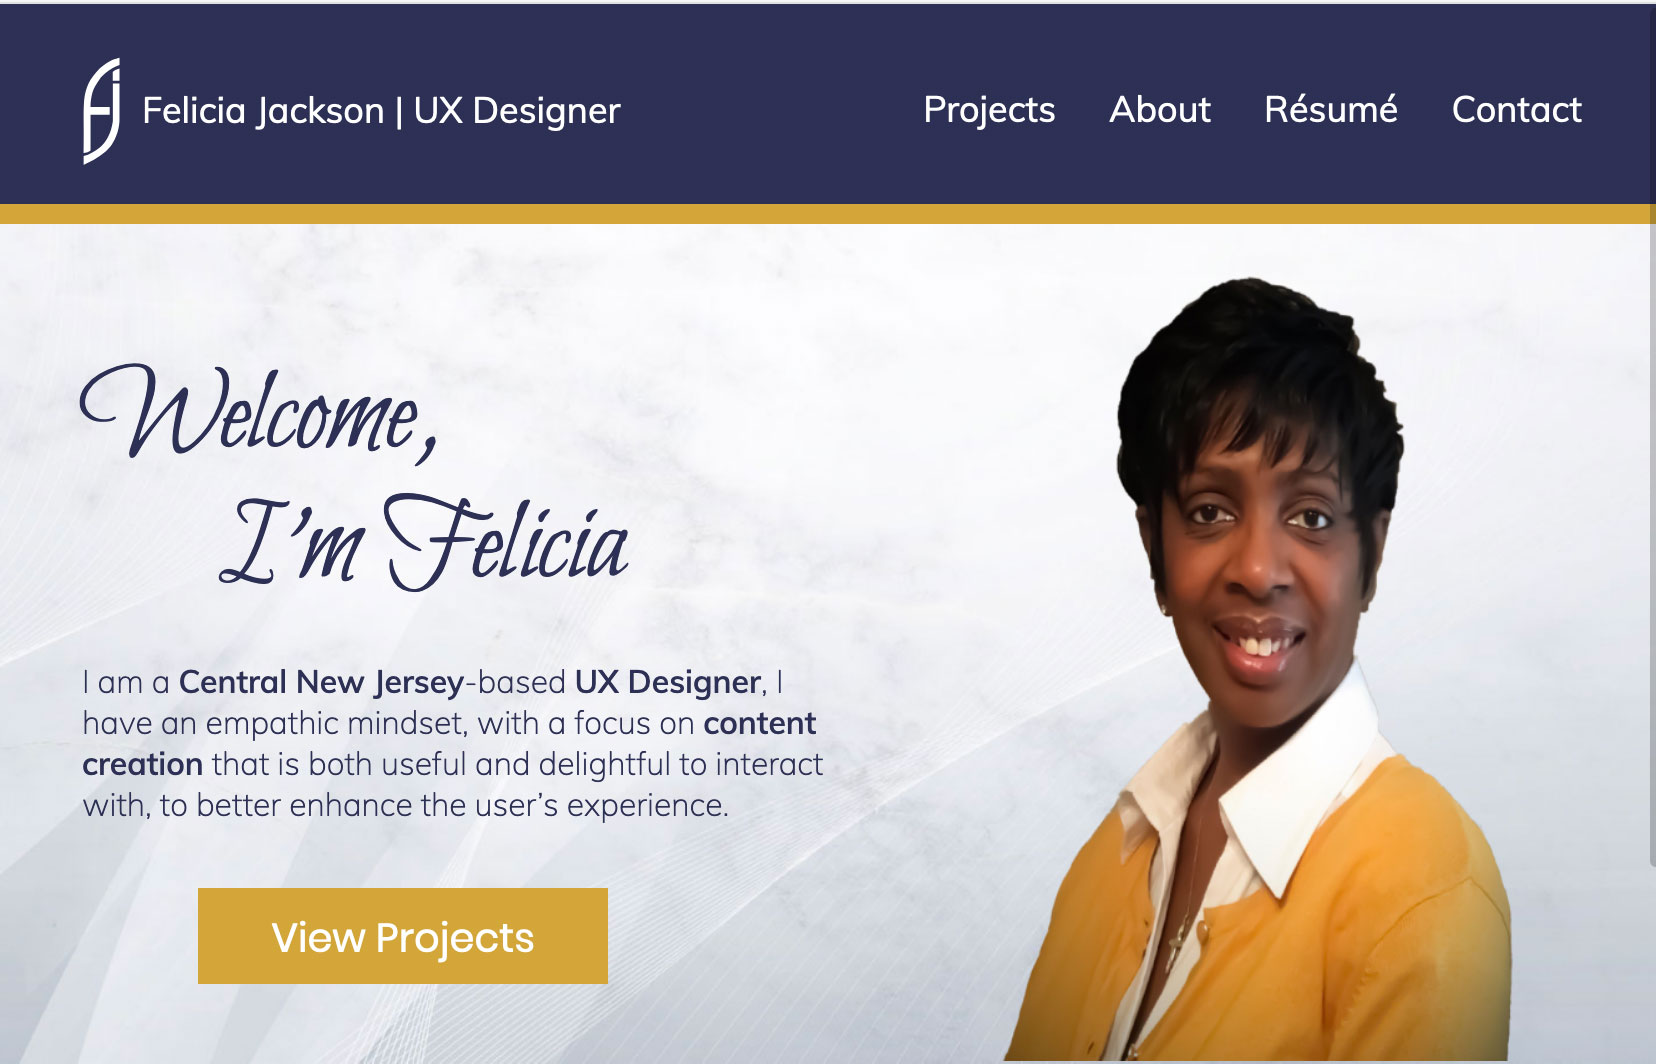 FJ
Felicia Jackson | UX Designer
Projects About Résumé Contact
Welcome,
I'm Felicia
I am a Central New Jersey-based UX Designer, I
have an empathic mindset, with a focus on content
creation that is both useful and delightful to interact
with, to better enhance the user's experience.
View Projects